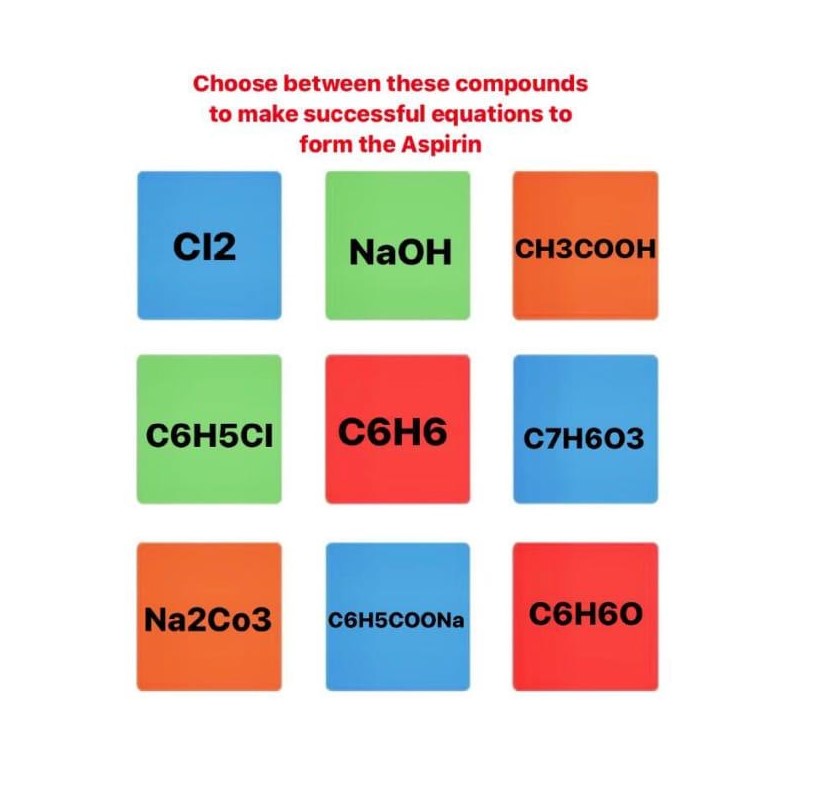 Choose between these compounds
to make successful equations to
form the Aspirin
Cl2 NaOH CH3COOH
C6H5Cl C6H6 C7H6O3
Na2Co3 C6H5COONa C6H6O